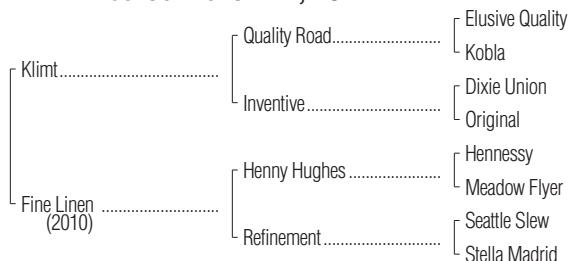 Elusive Quality
Quality Road
Kobla
Klimt
Dixie Union
Inventive
Original
Hennessy
Henny Hughes
Meadow Flyer
Fine Linen
(2010)
Seattle Slew
Refinement
Stella Madrid